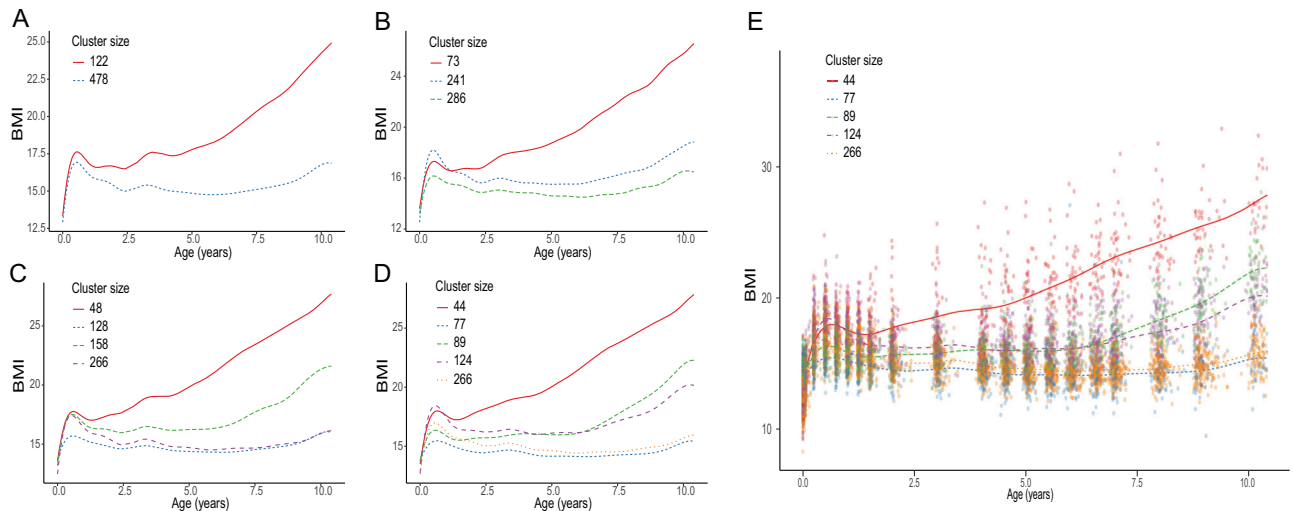 A
Cluster size
122
478
25.0
22.5
20.0
17.5
15.0
12.5
BMI
0.0 2.5 5.0 7.5 10.0
Age (years)
B
Cluster size
73
241
286
24
20
16
12
BMI
0.0 2.5 5.0 7.5 10.0
Age (years)
C
Cluster size
48
128
158
266
25
20
15
BMI
0.0 2.5 5.0 7.5 10.0
Age (years)
D
Cluster size
44
77
89
124
266
25
20
15
BMI
0.0 2.5 5.0 7.5 10.0
Age (years)
E
Cluster size
44
77
89
124
266
30
20
10
BMI
0.0 2.5 5.0 7.5 10.0
Age (years)